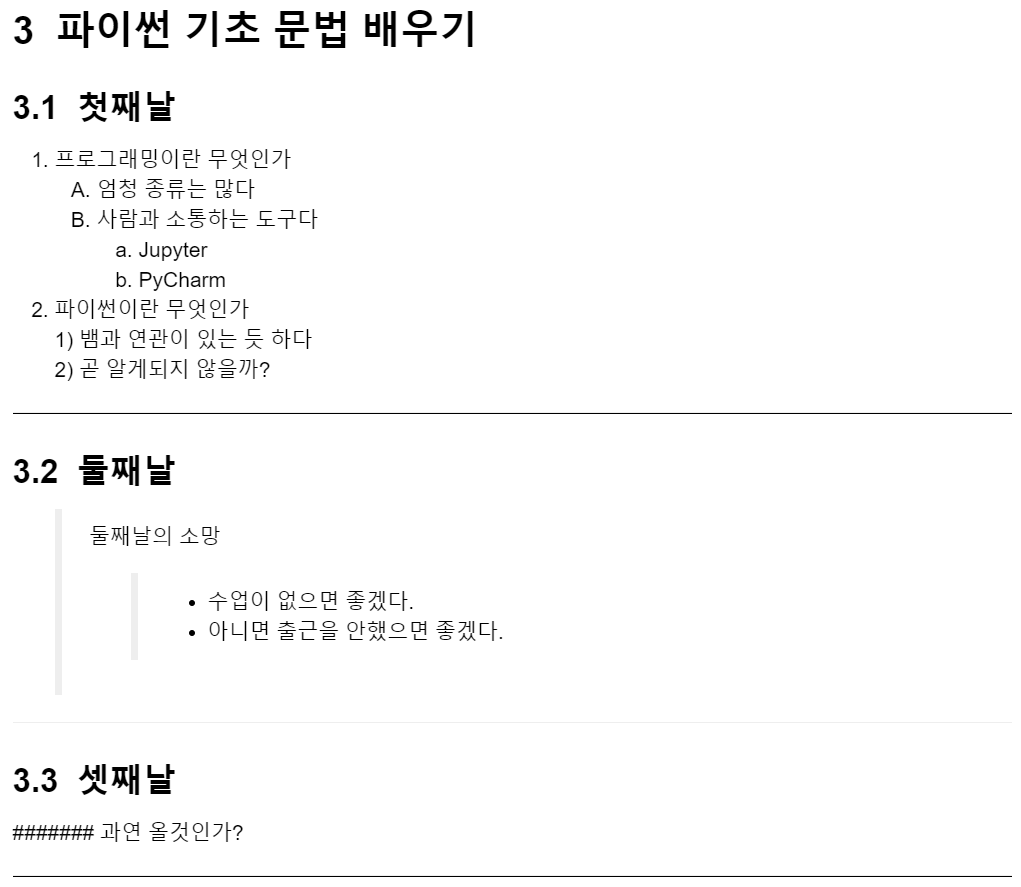 3 파이썬 기초 문법 배우기
3.1 첫째날
1. 프로그래밍이란 무엇인가
A. 엄청 종류는 많다
B. 사람과 소통하는 도구다
a. Jupyter
b. PyCharm
2. 파이썬이란 무엇인가
1) 뱀과 연관이 있는 듯 하다
2) 곧 알게되지 않을까?
3.2 둘째날
둘째날의 소망
• 수업이 없으면 좋겠다.
• 아니면 출근을 안했으면 좋겠다.
3.3 셋째날
####### 과연 올것인가?